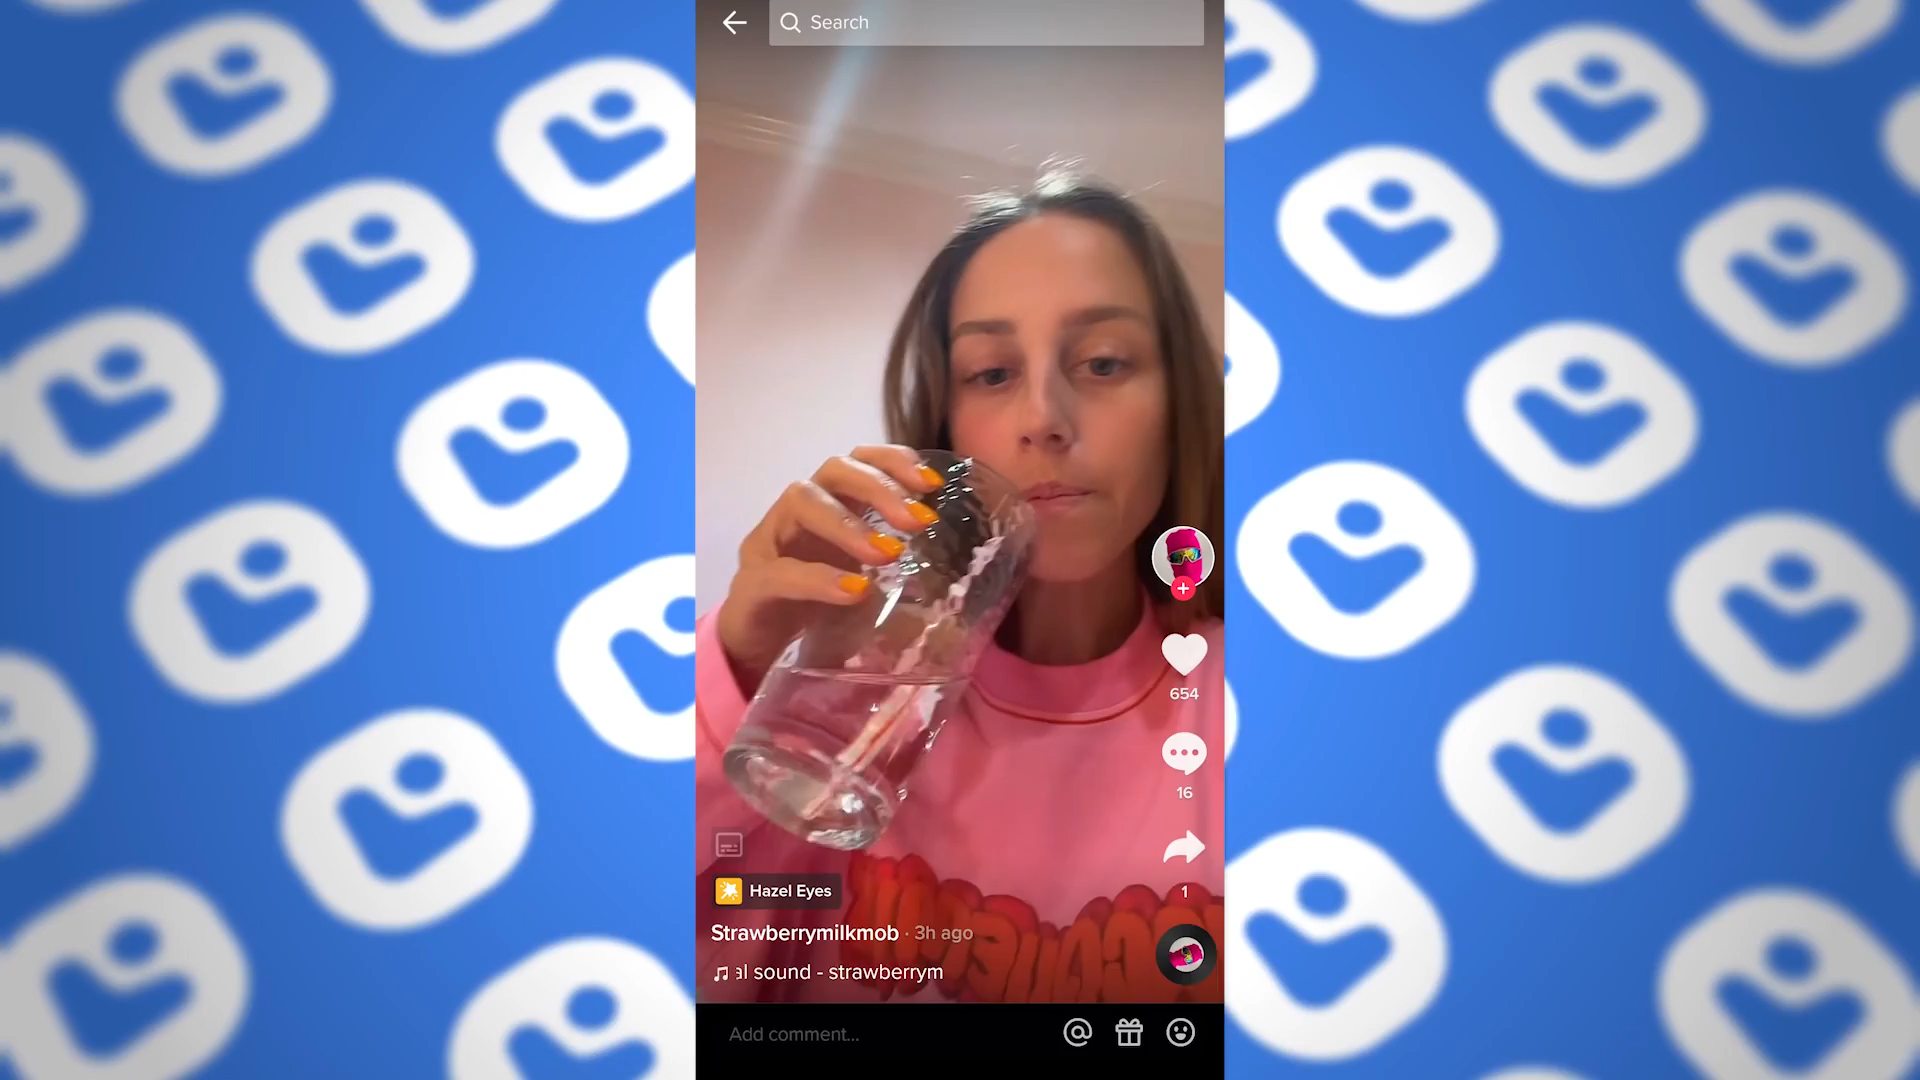 Search
654
16
1
Hazel Eyes
Strawberrymilkmob · 3h ago
al sound - strawberrym
Add comment...